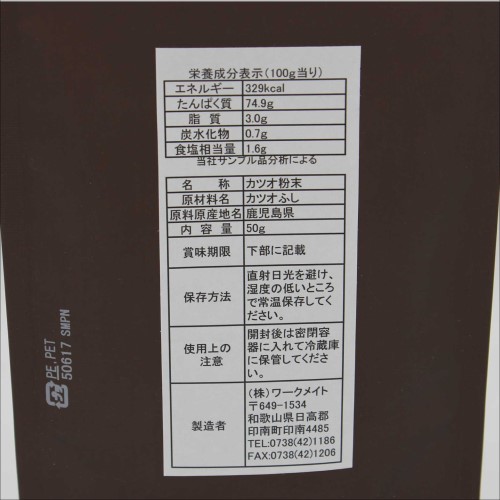 栄養成分表示(100g当り)
エネルギー 329kcal
たんぱく質 74.9g
脂 質 3.0g
炭水化物 0.7g
食塩相当量 1.6g
当社サンプル品分析による
名 称 カツオ粉末
原材料名 カツオふし
原料原産地名 鹿児島県
内 容 量 50g
賞味期限 下部に記載
保存方法 直射日光を避け、
湿度の低いところ
で常温保存してく
ださい。
使用上の
注意
開封後は密閉容
器に入れて冷蔵庫
に保管してくださ
い。
製造者
(株)ワークメイト
〒649-1534
和歌山県日高郡
印南町印南4485
TEL:0738(42)1186
FAX:0738(42)1206
プラ
PE,PET
50617 SMPN